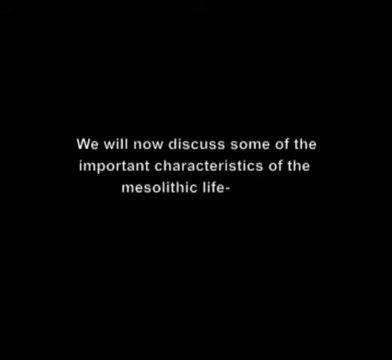 We will now discuss some of the
important characteristics of the
mesolithic life-